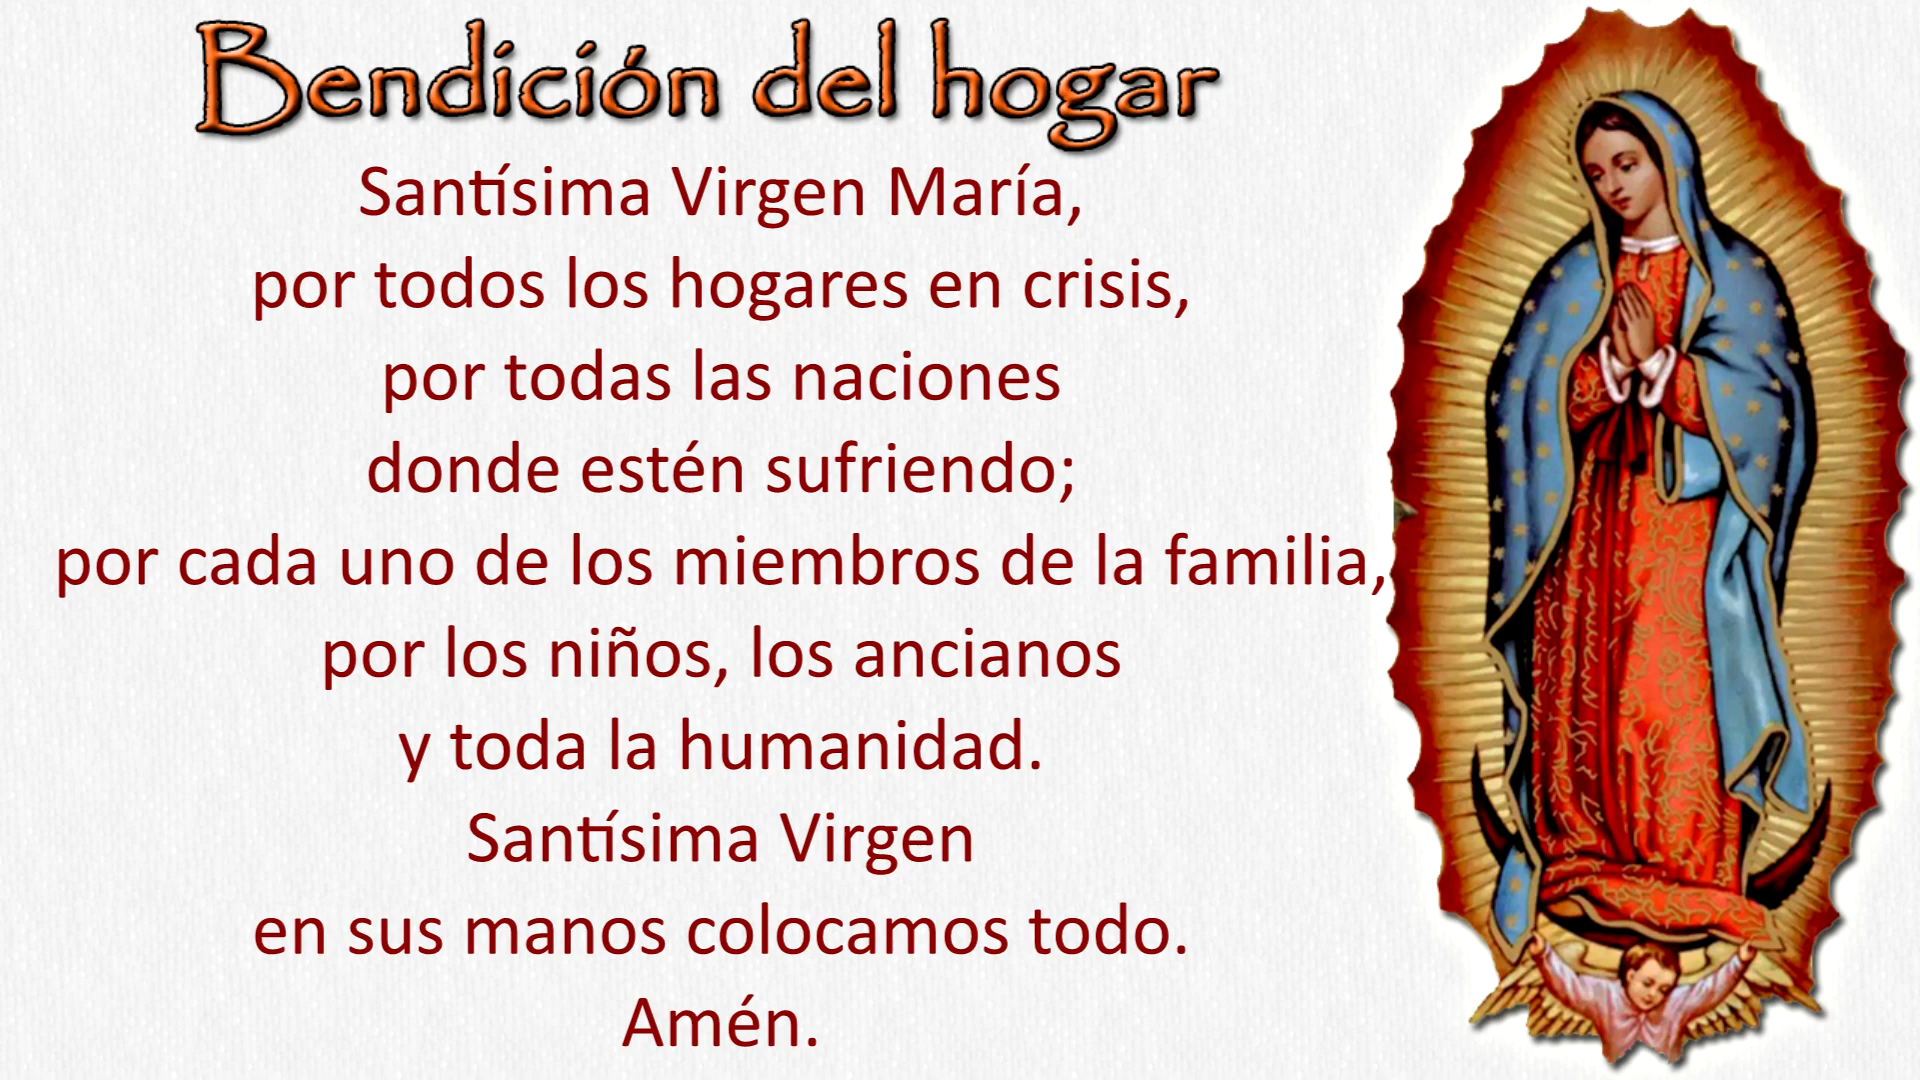 Bendición del hogar
Santísima Virgen María,
por todos los hogares en crisis,
por todas las naciones
donde estén sufriendo;
por cada uno de los miembros de la familia,
por los niños, los ancianos
y toda la humanidad.
Santísima Virgen
en sus manos colocamos todo.
Amén.